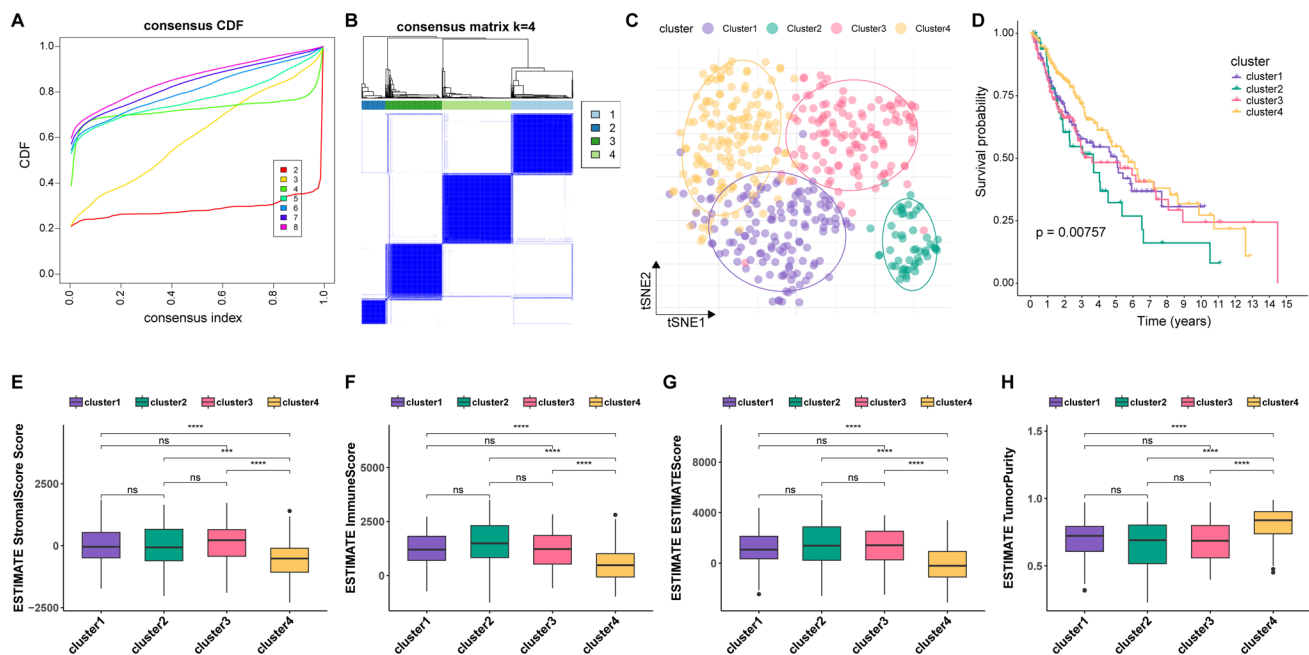 A
consensus CDF
CDF
1.0
0.8
0.6
0.4
0.2
0.0
2
3
4
5
6
7
8
0.0 0.2 0.4 0.6 0.8 1.0
consensus index
B
consensus matrix k=4
1
2
3
4
C
cluster Cluster1 Cluster2 Cluster3 Cluster4
tSNE2
tSNE1
D
Survival probability
1.00
0.75
0.50
0.25
0.00
cluster
cluster1
cluster2
cluster3
cluster4
p = 0.00757
0 1 2 3 4 5 6 7 8 9 10 11 12 13 14 15
Time (years)
E
cluster1 cluster2 cluster3 cluster4
ESTIMATE StromalScore Score
2500
0
−2500
****
ns
***
****
ns
ns
cluster1 cluster2 cluster3 cluster4
F
cluster1 cluster2 cluster3 cluster4
ESTIMATE ImmuneScore
6000
2500
0
****
ns
****
****
ns
ns
cluster1 cluster2 cluster3 cluster4
G
cluster1 cluster2 cluster3 cluster4
ESTIMATE ESTIMATEScore
8000
4000
0
****
ns
****
****
ns
ns
cluster1 cluster2 cluster3 cluster4
H
cluster1 cluster2 cluster3 cluster4
ESTIMATE TumorPurity
1.5
1.0
0.5
****
ns
****
****
ns
ns
cluster1 cluster2 cluster3 cluster4